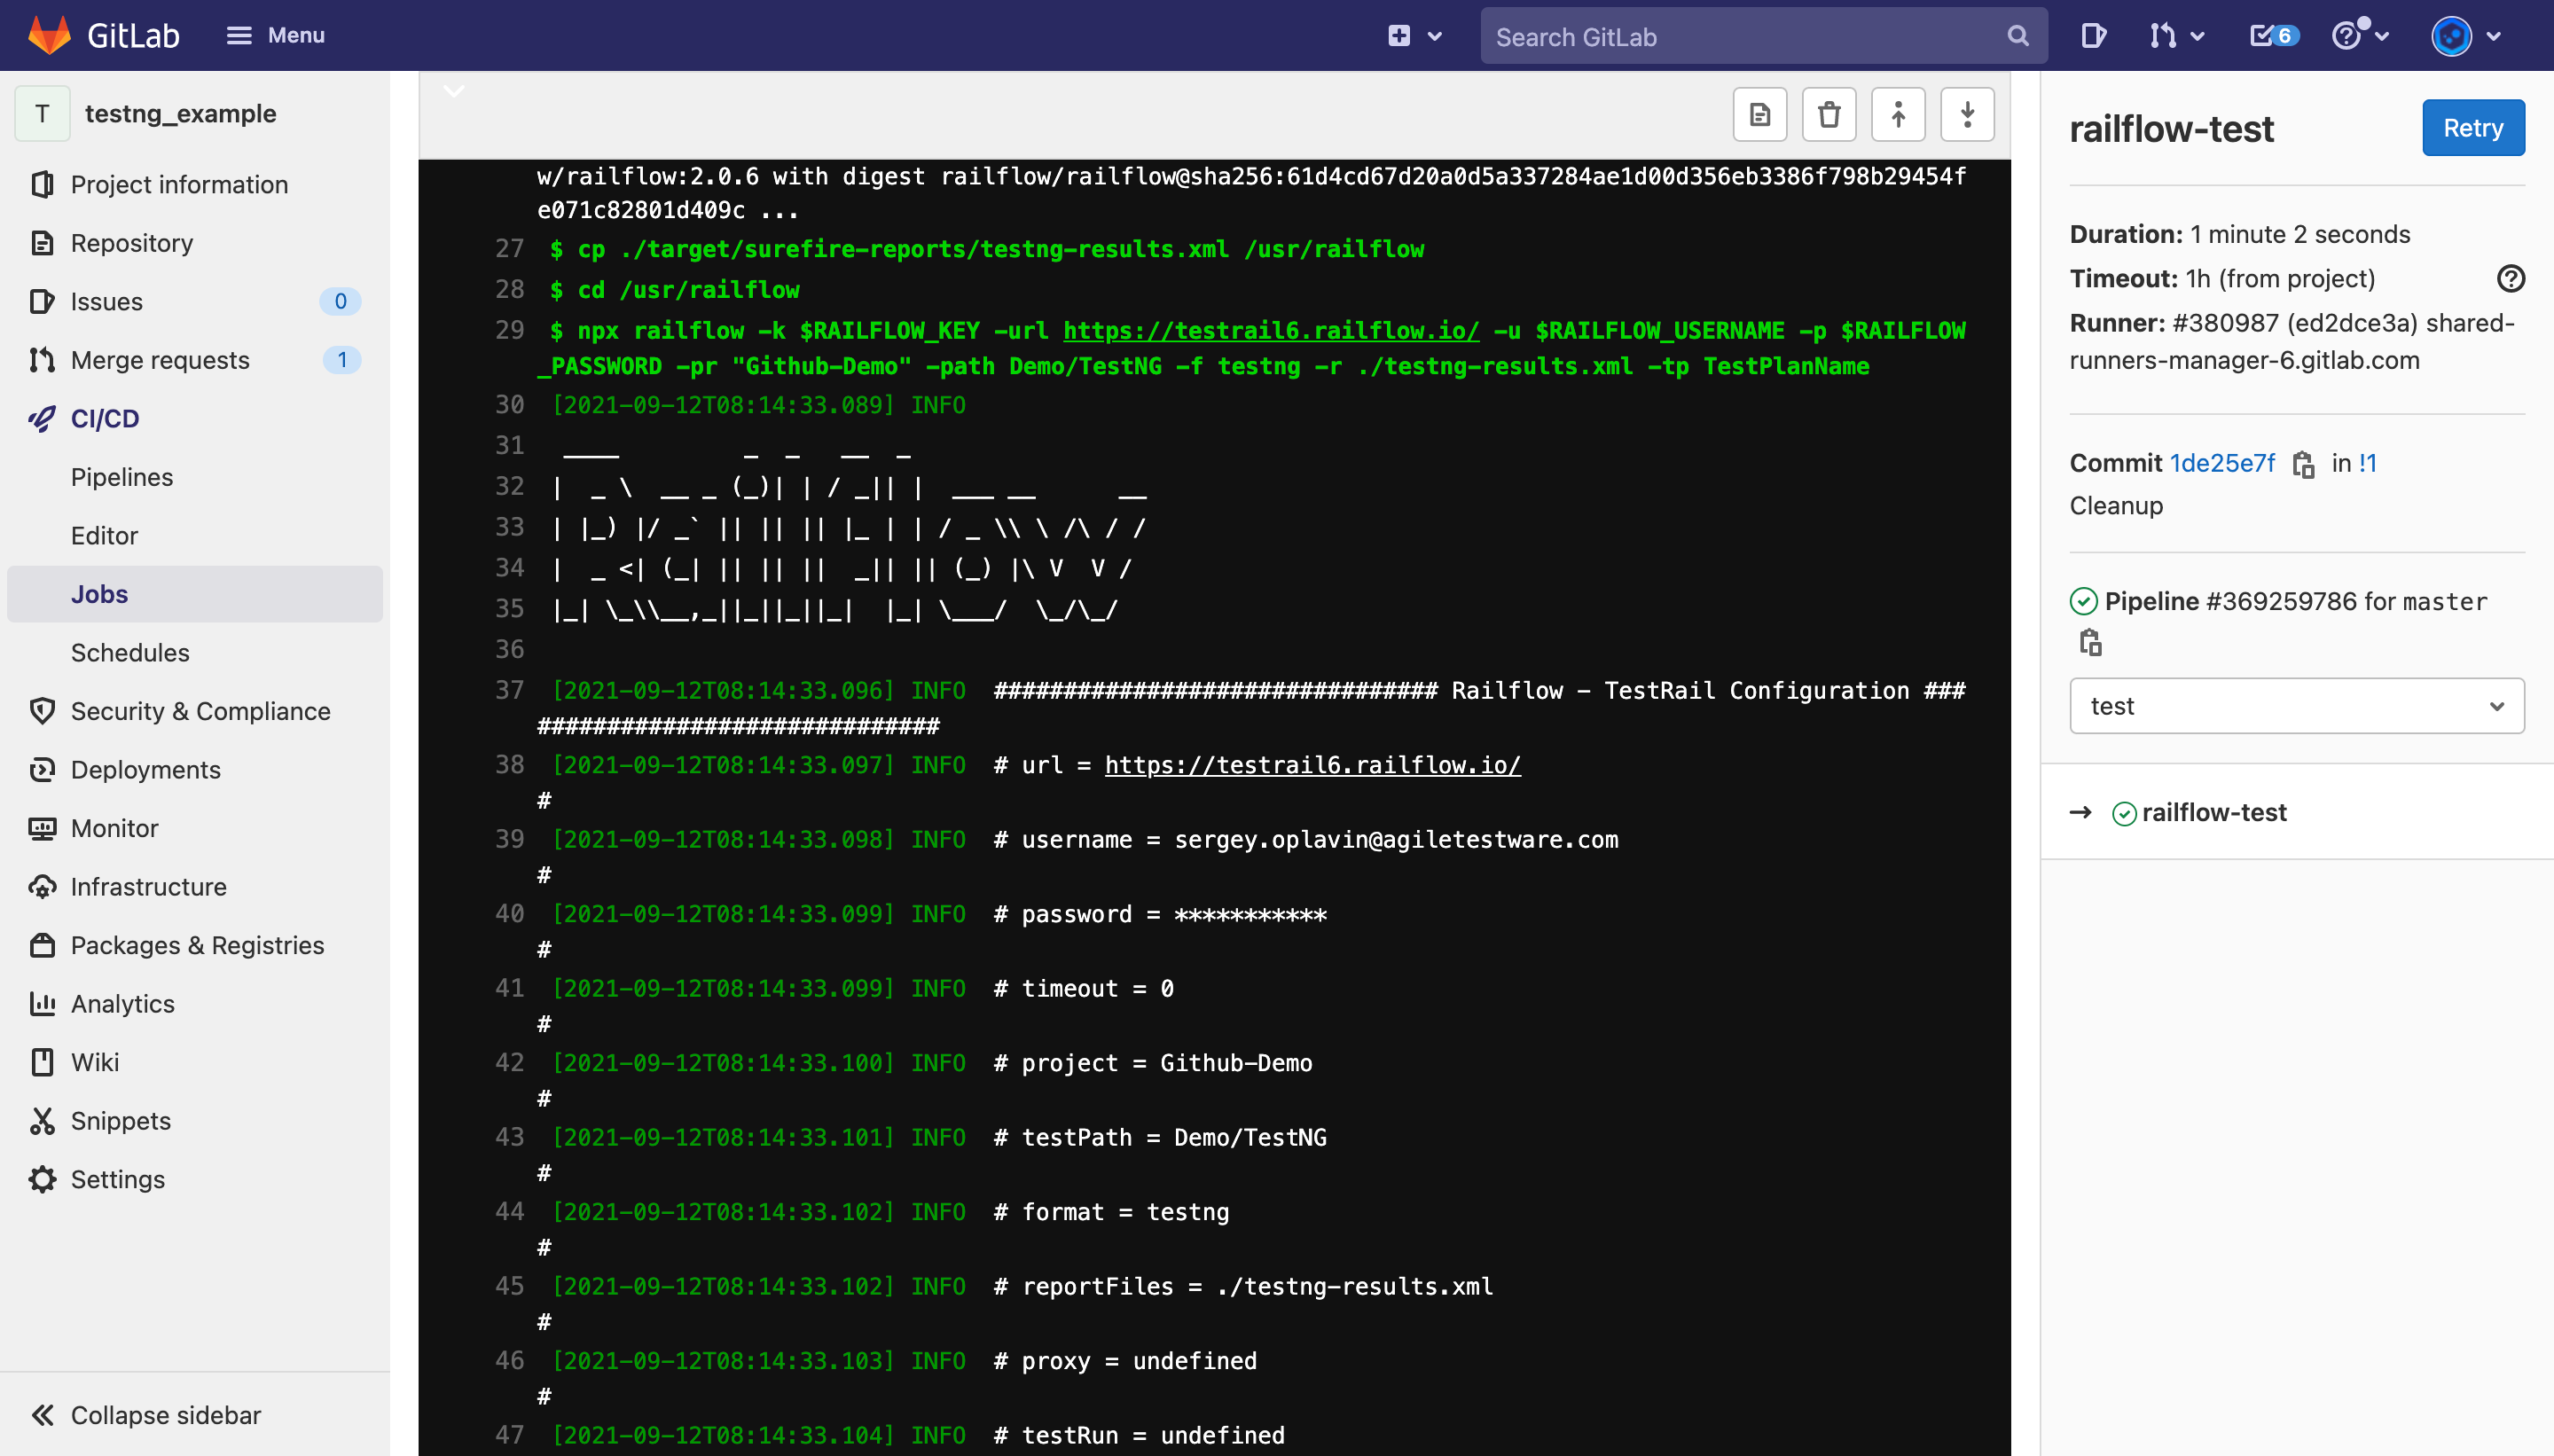 GitLab
Menu
Search GitLab
6
T
testng_example
Project information
Repository
Issues 0
Merge requests 1
CI/CD
Pipelines
Editor
Jobs
Schedules
Security & Compliance
Deployments
Monitor
Infrastructure
Packages & Registries
Analytics
Wiki
Snippets
Settings
Collapse sidebar
w/railflow:2.0.6 with digest railflow/railflow@sha256:61d4cd67d20a0d5a337284ae1d00d356eb3386f798b29454f
e071c82801d409c ...
27 $ cp ./target/surefire-reports/testng-results.xml /usr/railflow
28 $ cd /usr/railflow
29 $ npx railflow -k $RAILFLOW_KEY -url https://testrail6.railflow.io/ -u $RAILFLOW_USERNAME -p $RAILFLOW
_PASSWORD -pr "Github-Demo" -path Demo/TestNG -f testng -r ./testng-results.xml -tp TestPlanName
30 [2021-09-12T08:14:33.089] INFO
31  ____         _  _   __  _
32 |  _ \  __ _ (_)| | / _|| |  ___ __      __
33 | |_) |/ _` || || || |_ | | / _ \\ \ /\ / /
34 |  _ <| (_| || || ||  _|| || (_) |\ V  V /
35 |_| \_\\__,_||_||_||_|  |_| \___/  \_/\_/
36
37 [2021-09-12T08:14:33.096] INFO  ################################ Railflow - TestRail Configuration ###
#############################
38 [2021-09-12T08:14:33.097] INFO  # url = https://testrail6.railflow.io/
#
39 [2021-09-12T08:14:33.098] INFO  # username = sergey.oplavin@agiletestware.com
#
40 [2021-09-12T08:14:33.099] INFO  # password = ***********
#
41 [2021-09-12T08:14:33.099] INFO  # timeout = 0
#
42 [2021-09-12T08:14:33.100] INFO  # project = Github-Demo
#
43 [2021-09-12T08:14:33.101] INFO  # testPath = Demo/TestNG
#
44 [2021-09-12T08:14:33.102] INFO  # format = testng
#
45 [2021-09-12T08:14:33.102] INFO  # reportFiles = ./testng-results.xml
#
46 [2021-09-12T08:14:33.103] INFO  # proxy = undefined
#
47 [2021-09-12T08:14:33.104] INFO  # testRun = undefined
railflow-test
Retry
Duration: 1 minute 2 seconds
Timeout: 1h (from project)
Runner: #380987 (ed2dce3a) shared-
runners-manager-6.gitlab.com
Commit 1de25e7f in !1
Cleanup
Pipeline #369259786 for master
test
→ railflow-test